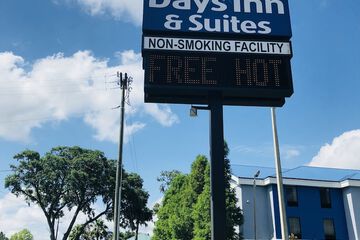 Days Inn
& Suites
NON-SMOKING FACILITY
FREE HOT